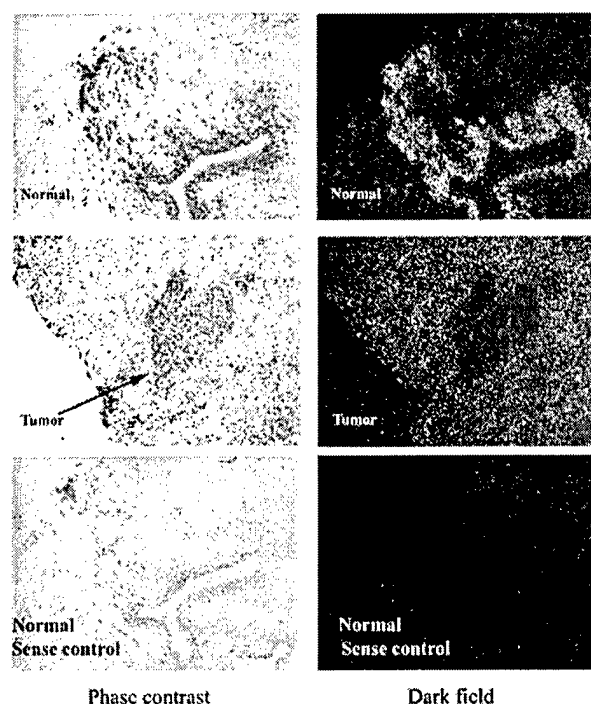 Normal
Normal
Tumor
Tumor
Normal
Sense control
Normal
Sense control
Phase contrast
Dark field